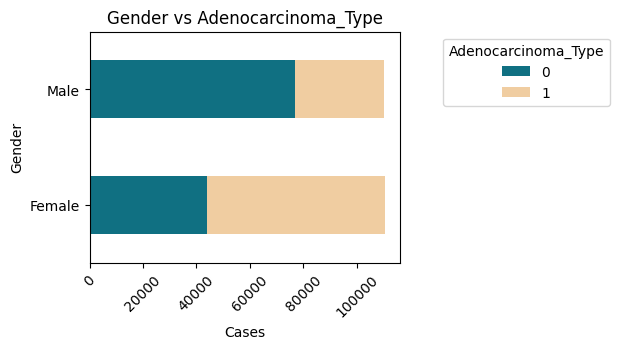 Gender vs Adenocarcinoma_Type
Adenocarcinoma_Type
0
1
Male
Female
Gender
0
20000
40000
60000
80000
100000
Cases